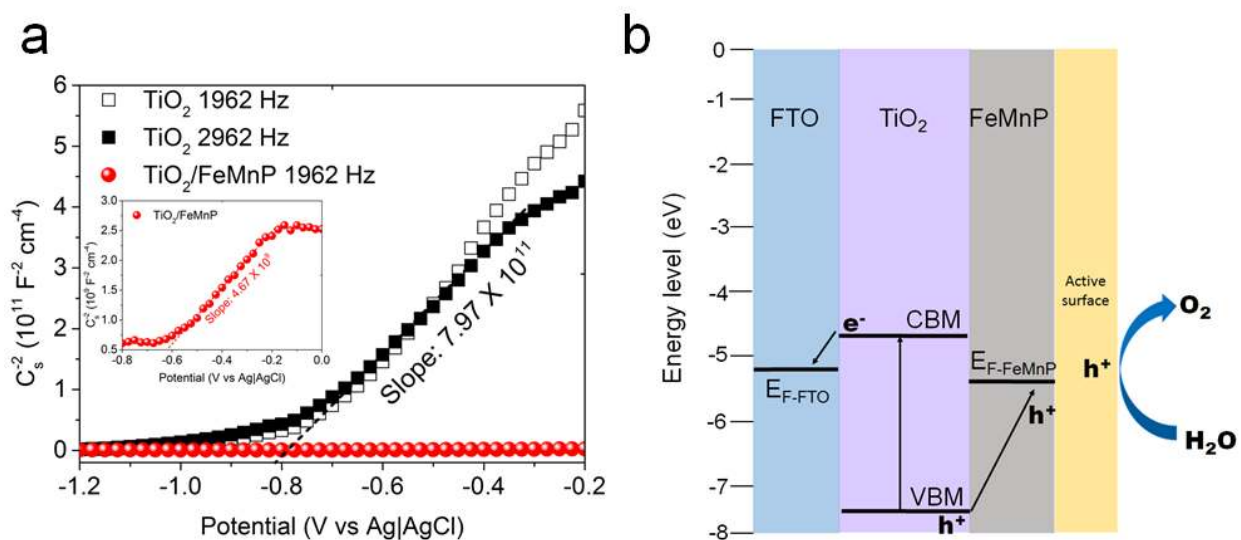 a
6
5
4
3
2
1
0
C_s^-2 (10^11 F^-2 cm^-4)
TiO2 1962 Hz
TiO2 2962 Hz
TiO2/FeMnP 1962 Hz
3.0
2.5
2.0
1.5
1.0
0.5
C_s^-2 (10^9 F^-2 cm^-4)
TiO2/FeMnP
Slope: 4.67 X 10^9
-0.8 -0.6 -0.4 -0.2 0.0
Potential (V vs Ag|AgCl)
Slope: 7.97 X 10^11
-1.2 -1.0 -0.8 -0.6 -0.4 -0.2
Potential (V vs Ag|AgCl)
b
0
-1
-2
-3
-4
-5
-6
-7
-8
Energy level (eV)
FTO TiO2 FeMnP
Active
surface
e-
CBM
E_F-FTO
E_F-FeMnP
h+
VBM
h+
h+
O2
H2O